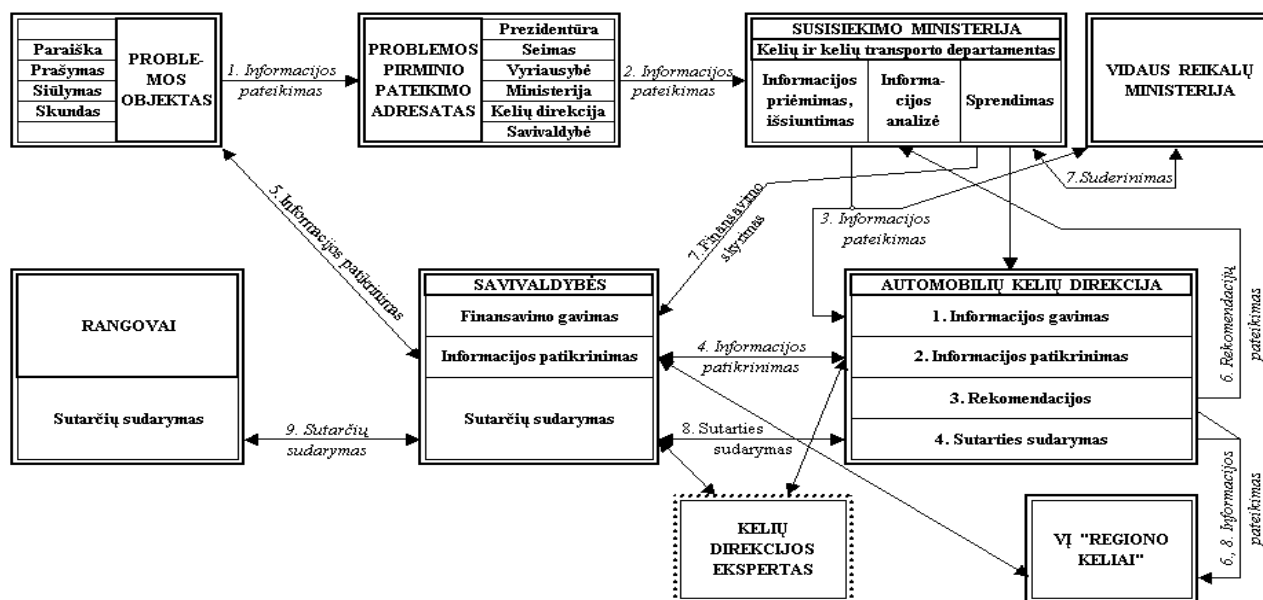 Paraiška
Prašymas
Siūlymas
Skundas
PROBLE-
MOS
OBJEKTAS
1. Informacijos
pateikimas
PROBLEMOS
PIRMINIO
PATEIKIMO
ADRESATAS
Prezidentūra
Seimas
Vyriausybė
Ministerija
Kelių direkcija
Savivaldybė
2. Informacijos
pateikimas
SUSISIEKIMO MINISTERIJA
Kelių ir kelių transporto departamentas
Informacijos
priėmimas,
išsiuntimas
Informa-
cijos
analizė
Sprendimas
VIDAUS REIKALŲ
MINISTERIJA
7.Suderinimas
5. Informacijos patikrinimas
7.Finansavimo
skyrimas
3. Informacijos
pateikimas
6. Rekomendacijų
pateikimas
RANGOVAI
Sutarčių sudarymas
9. Sutarčių
sudarymas
SAVIVALDYBĖS
Finansavimo gavimas
Informacijos patikrinimas
Sutarčių sudarymas
4. Informacijos
patikrinimas
8. Sutarties
sudarymas
AUTOMOBILIŲ KELIŲ DIREKCIJA
1. Informacijos gavimas
2. Informacijos patikrinimas
3. Rekomendacijos
4. Sutarties sudarymas
6., 8. Informacijos
pateikimas
KELIŲ
DIREKCIJOS
EKSPERTAS
VĮ "REGIONO
KELIAI"